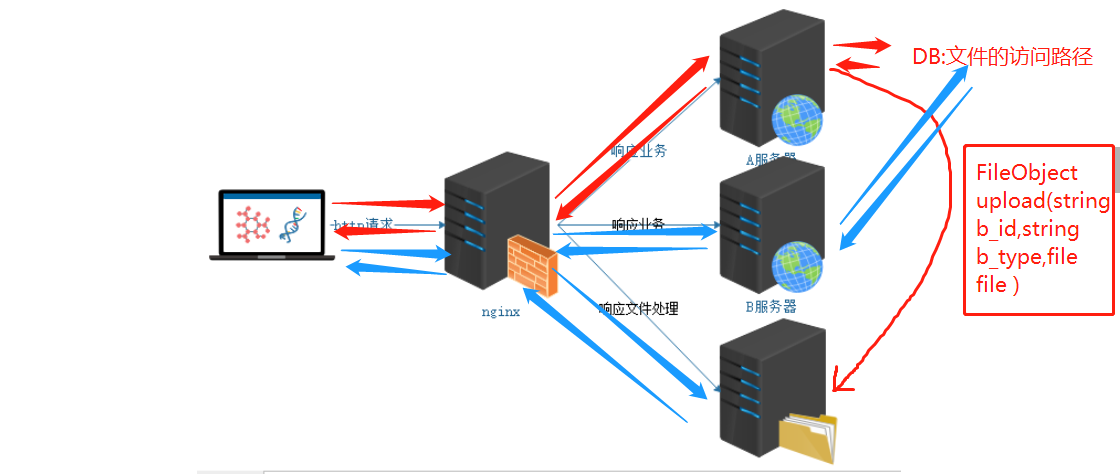 DB:文件的访问路径
响应业务
A服务器
FileObject
upload(string
b_id,string
b_type,file
file )
http请求
响应业务
nginx
响应文件处理
B服务器